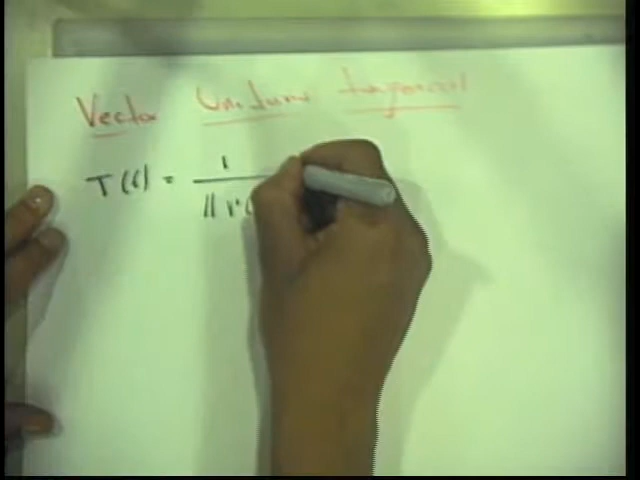 Vector Unitario tangencial
T(t) = 1 / || r'(